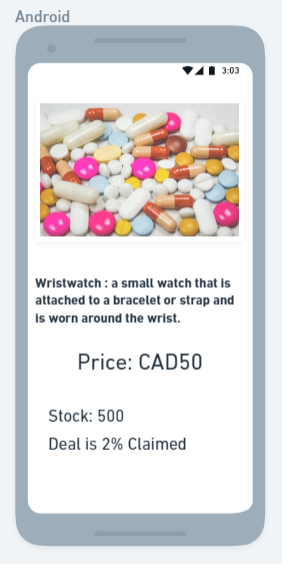 Android
3:03
Wristwatch : a small watch that is
attached to a bracelet or strap and
is worn around the wrist.
Price: CAD50
Stock: 500
Deal is 2% Claimed